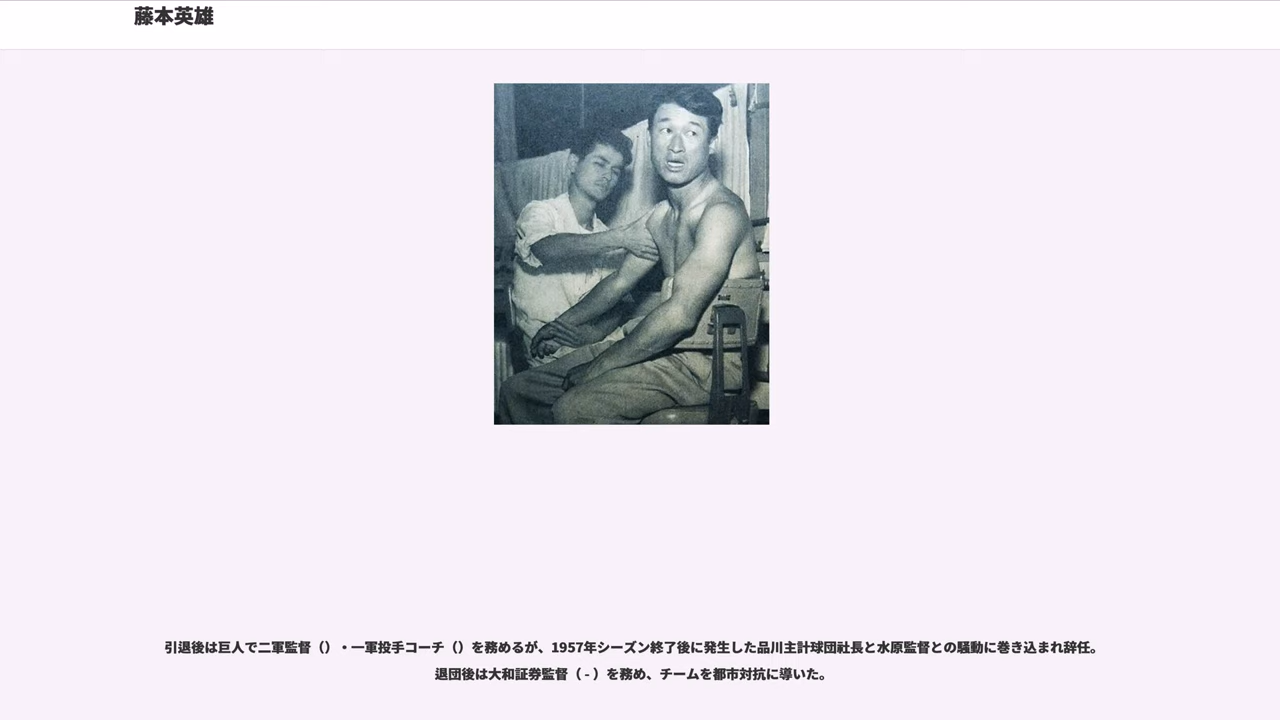 藤本英雄
引退後は巨人で二軍監督（）・一軍投手コーチ（）を務めるが、1957年シーズン終了後に発生した品川主計球団社長と水原監督との騒動に巻き込まれ辞任。
退団後は大和証券監督（ - ）を務め、チームを都市対抗に導いた。